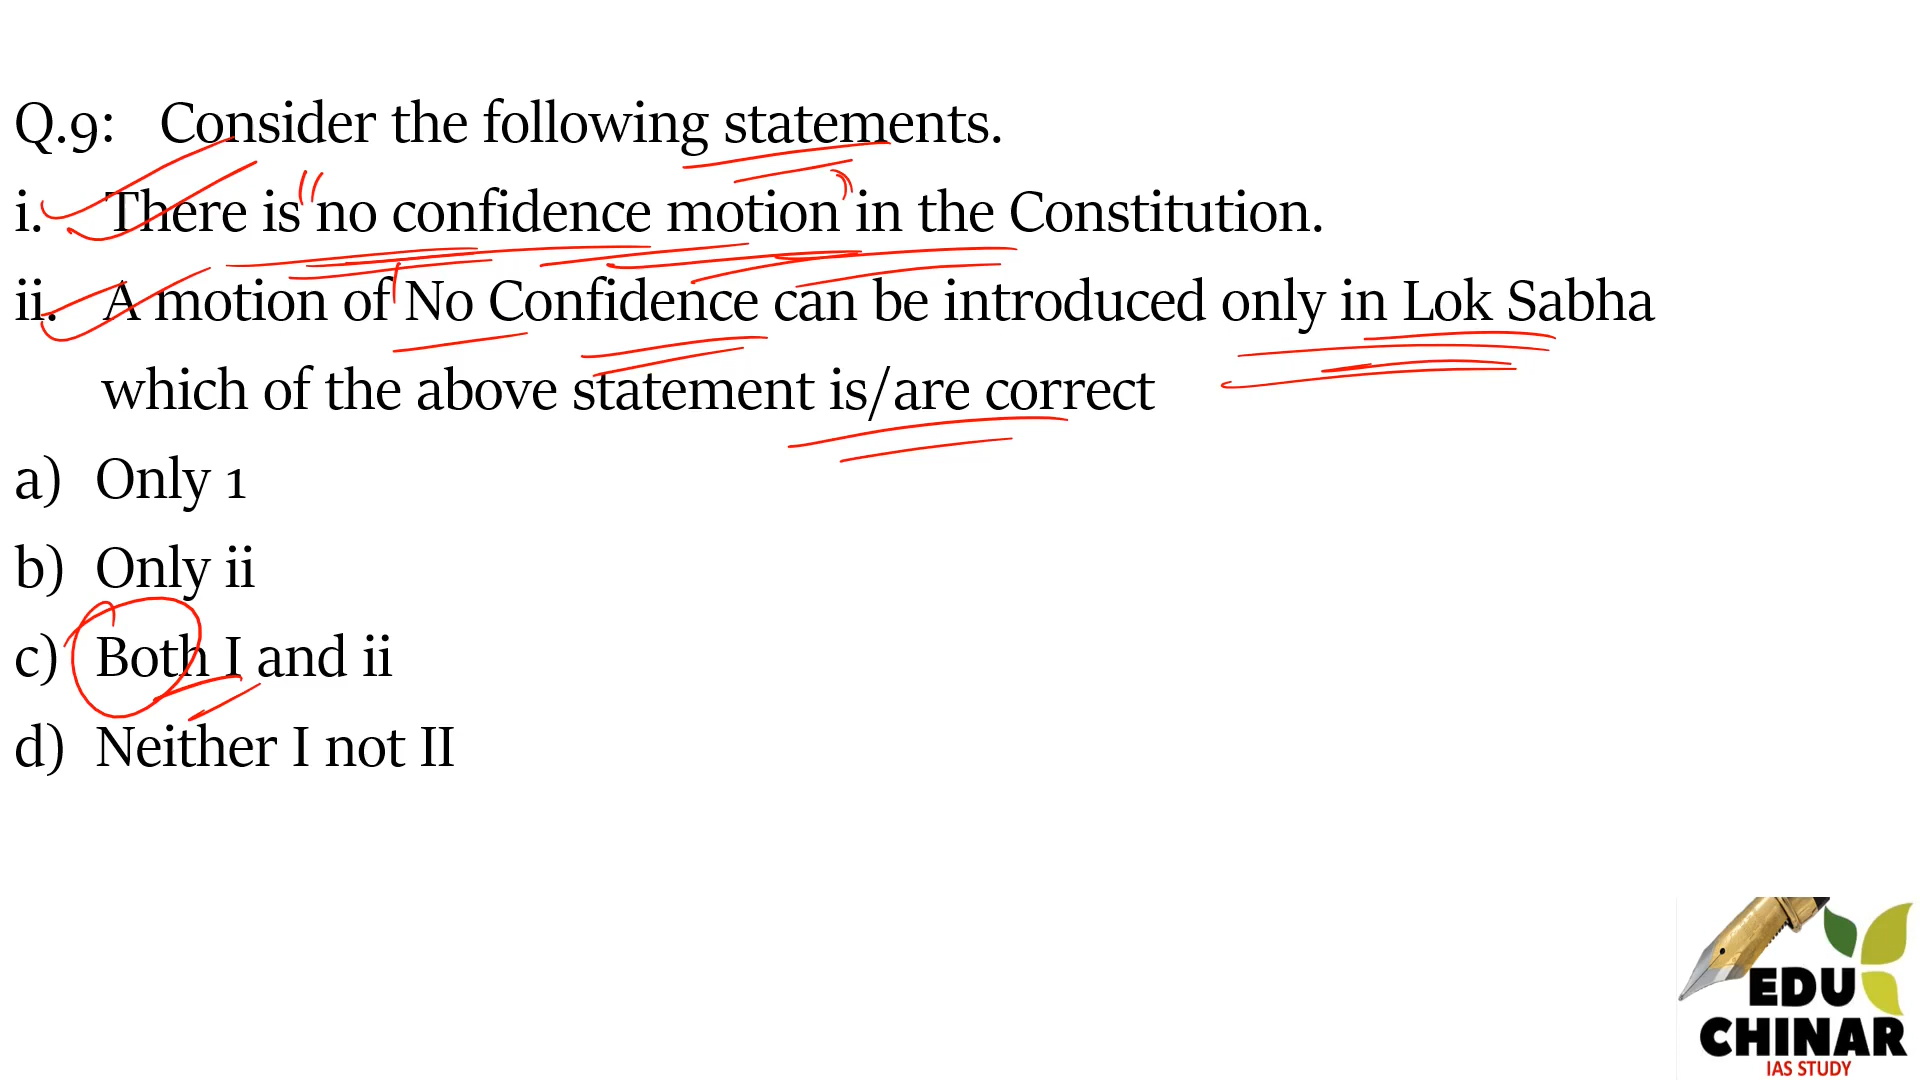 Q.9: Consider the following statements.
i. There is "no confidence motion" in the Constitution.
ii. A motion of No Confidence can be introduced only in Lok Sabha
which of the above statement is/are correct
a) Only 1
b) Only ii
c) Both I and ii
d) Neither I not II
EDU
CHINAR
IAS STUDY